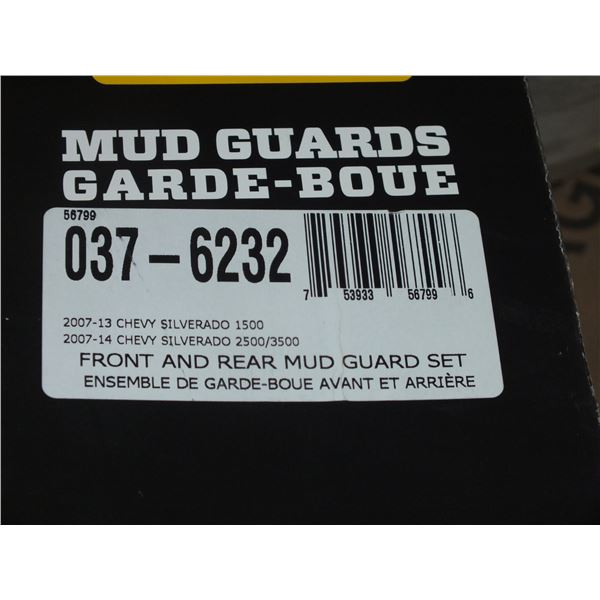 MUD GUARDS
GARDE-BOUE
56799
037-6232
7 53933 56799 6
2007-13 CHEVY SILVERADO 1500
2007-14 CHEVY SILVERADO 2500/3500
FRONT AND REAR MUD GUARD SET
ENSEMBLE DE GARDE-BOUE AVANT ET ARRIÈRE